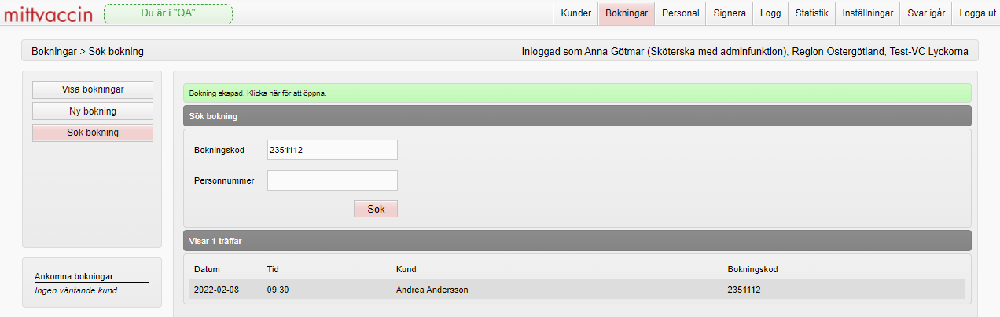 mittvaccin
Du är i "QA"
Kunder Bokningar Personal Signera Logg Statistik Inställningar Svar igår Logga ut
Bokningar > Sök bokning
Inloggad som Anna Götmar (Sköterska med adminfunktion), Region Östergötland, Test-VC Lyckorna
Visa bokningar
Ny bokning
Sök bokning
Ankomna bokningar
Ingen väntande kund.
Bokning skapad. Klicka här för att öppna.
Sök bokning
Bokningskod 2351112
Personnummer
Sök
Visar 1 träffar
Datum Tid Kund Bokningskod
2022-02-08 09:30 Andrea Andersson 2351112